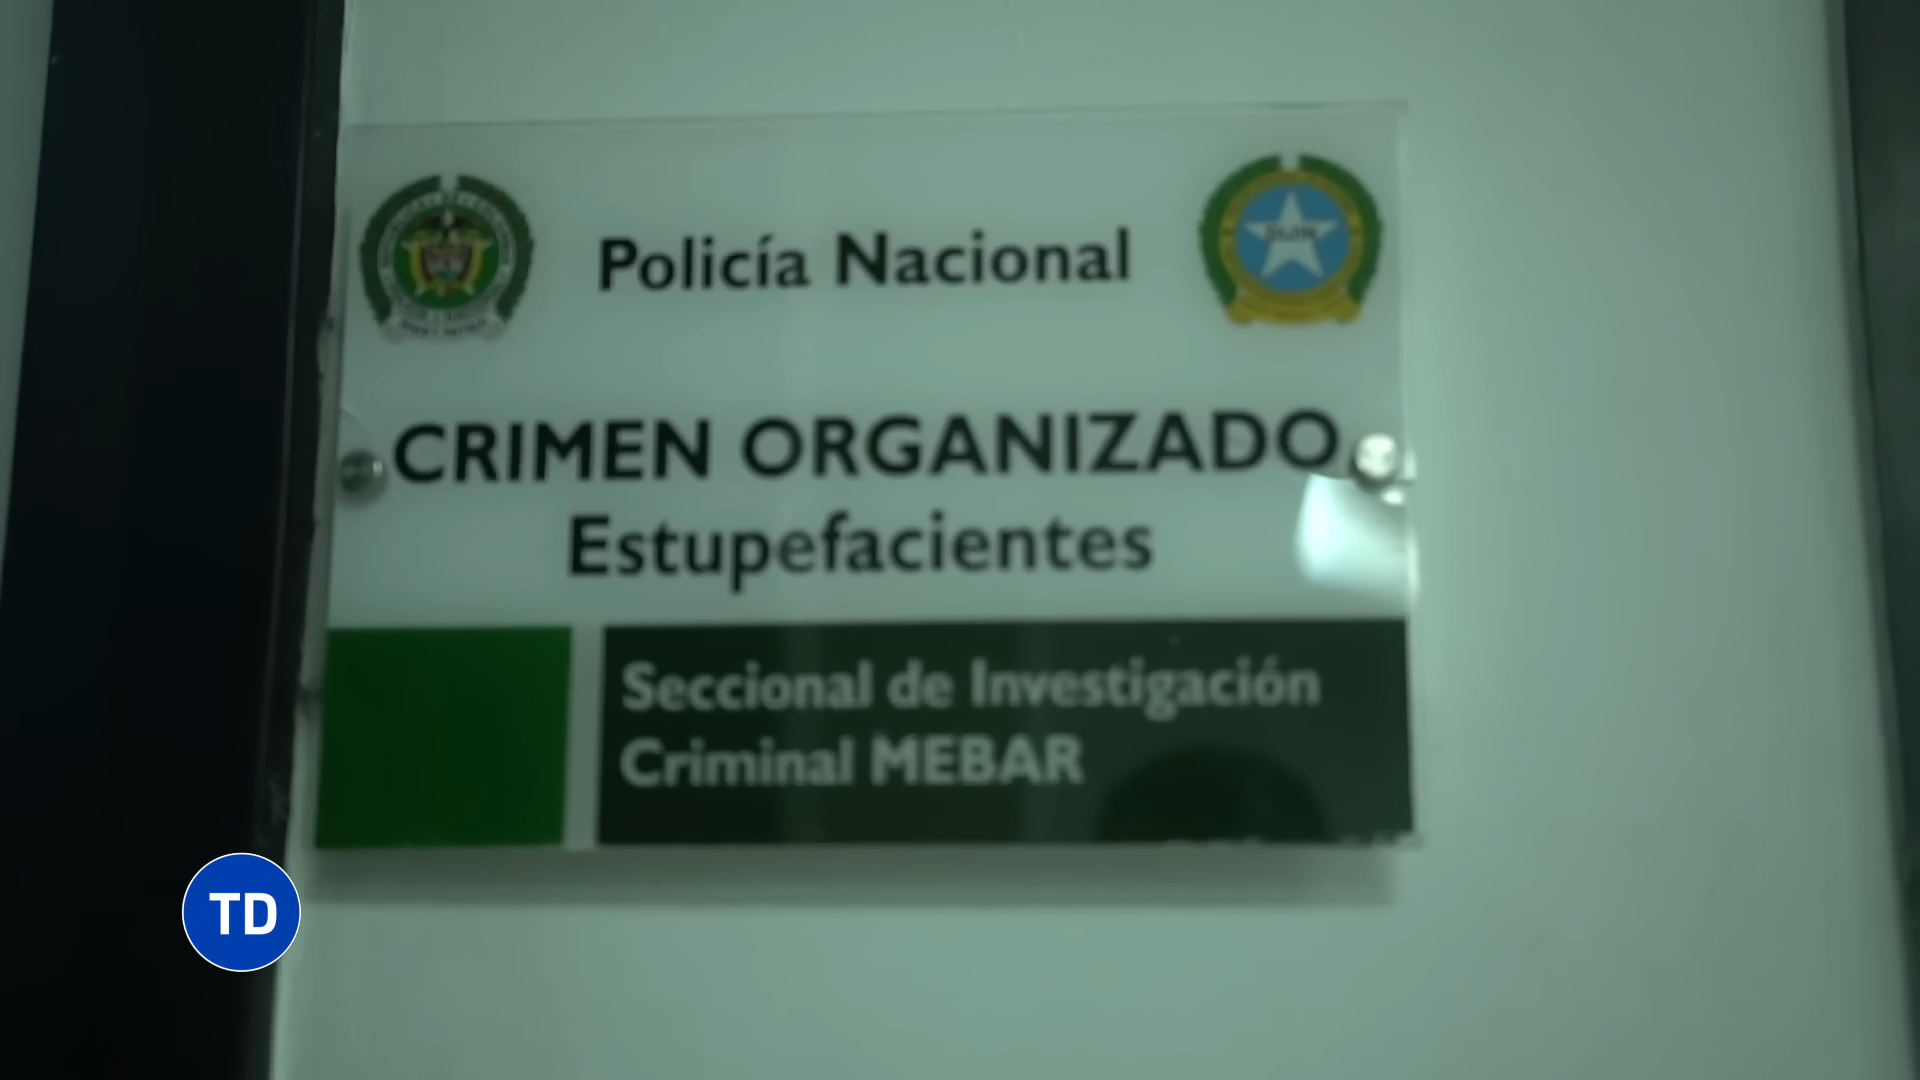 Policía Nacional
CRIMEN ORGANIZADO
Estupefacientes
Seccional de Investigación
Criminal MEBAR
TD